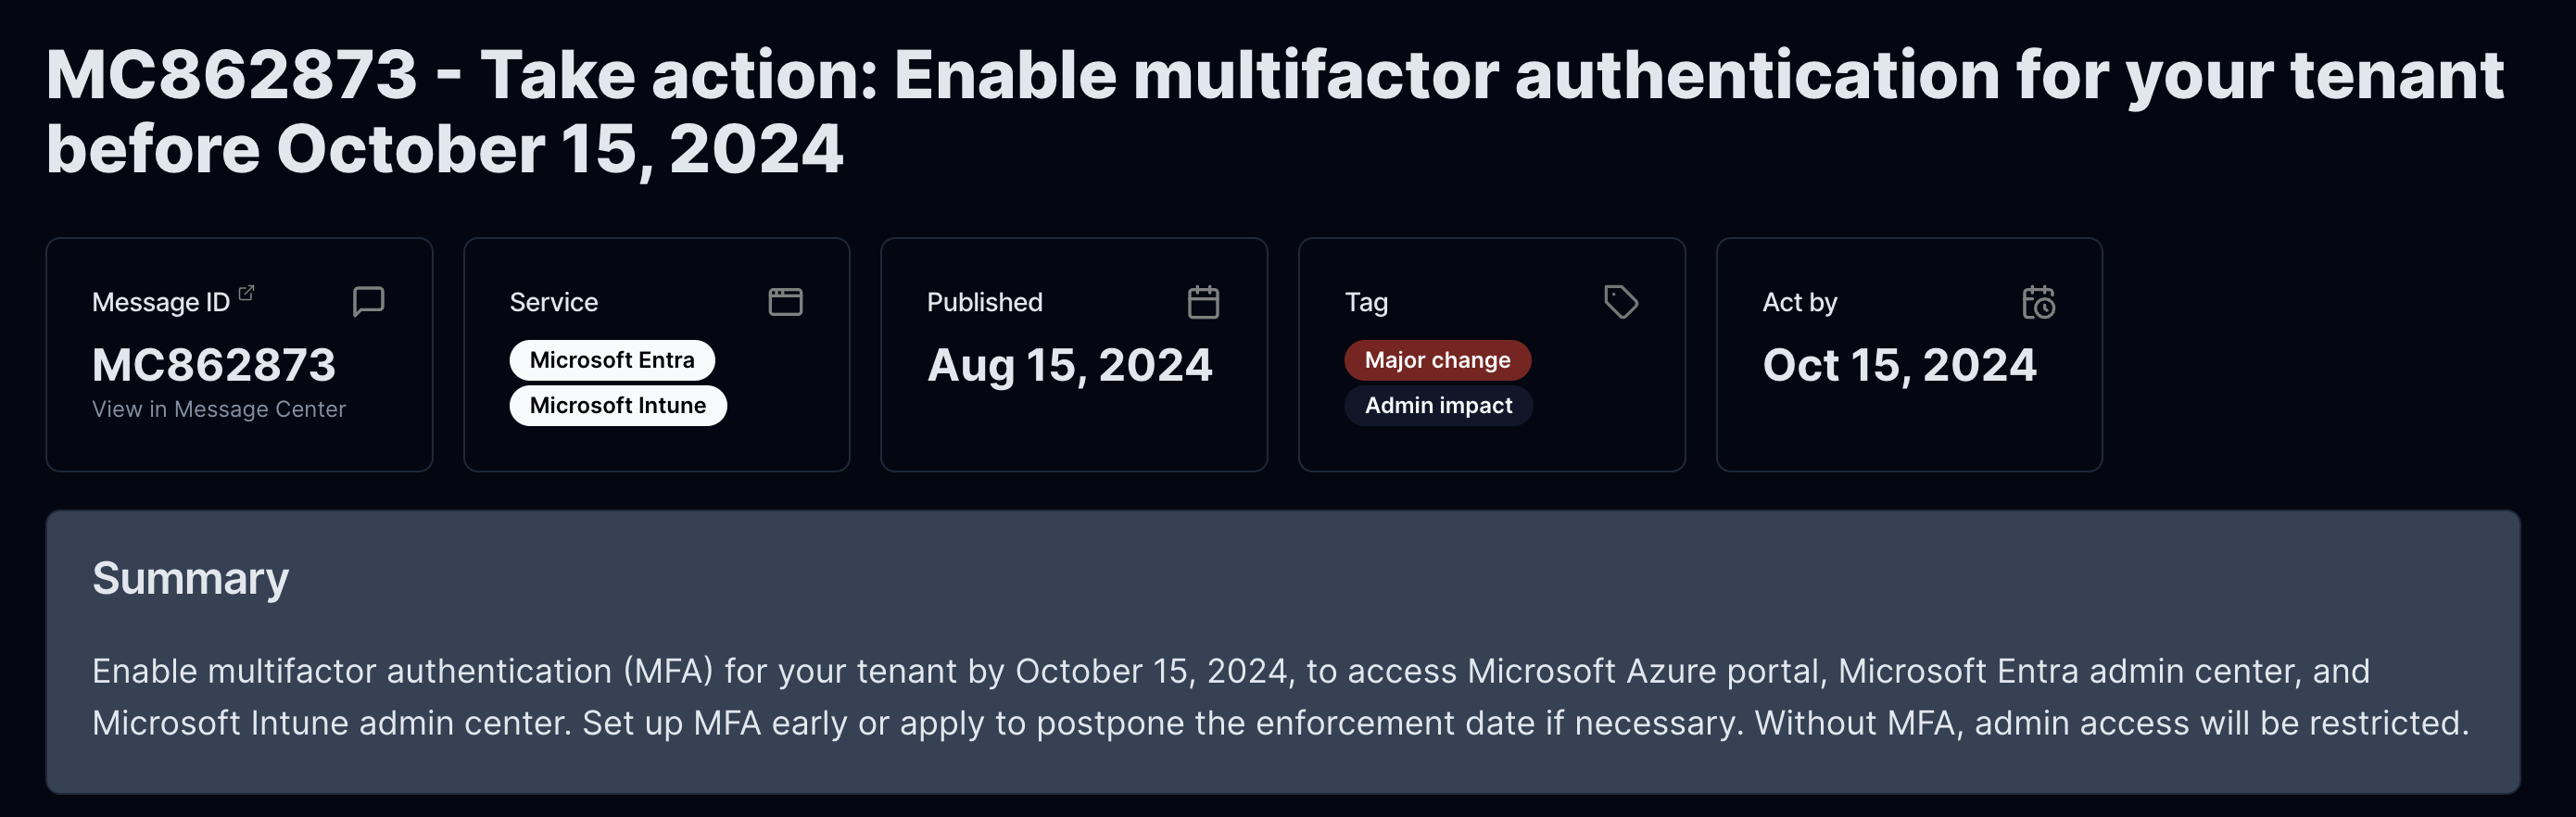 MC862873 - Take action: Enable multifactor authentication for your tenant
before October 15, 2024
Message ID
MC862873
View in Message Center
Service
Microsoft Entra
Microsoft Intune
Published
Aug 15, 2024
Tag
Major change
Admin impact
Act by
Oct 15, 2024
Summary
Enable multifactor authentication (MFA) for your tenant by October 15, 2024, to access Microsoft Azure portal, Microsoft Entra admin center, and
Microsoft Intune admin center. Set up MFA early or apply to postpone the enforcement date if necessary. Without MFA, admin access will be restricted.